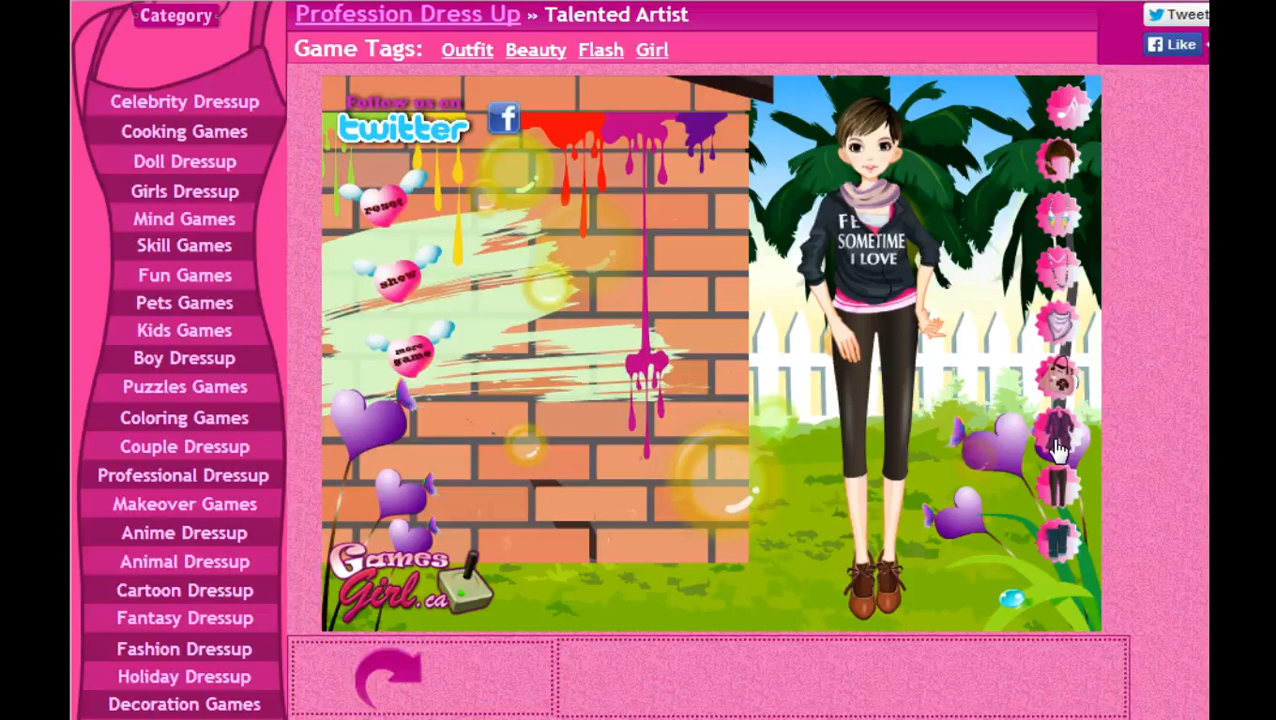 Category
Profession Dress Up » Talented Artist
Tweet
Like
Game Tags: Outfit Beauty Flash Girl
Celebrity Dressup
Cooking Games
Doll Dressup
Girls Dressup
Mind Games
Skill Games
Fun Games
Pets Games
Kids Games
Boy Dressup
Puzzles Games
Coloring Games
Couple Dressup
Professional Dressup
Makeover Games
Anime Dressup
Animal Dressup
Cartoon Dressup
Fantasy Dressup
Fashion Dressup
Holiday Dressup
Decoration Games
Follow us on
twitter
f
reset
show
more
game
FE
SOMETIME
I LOVE
Games
Girl.ca